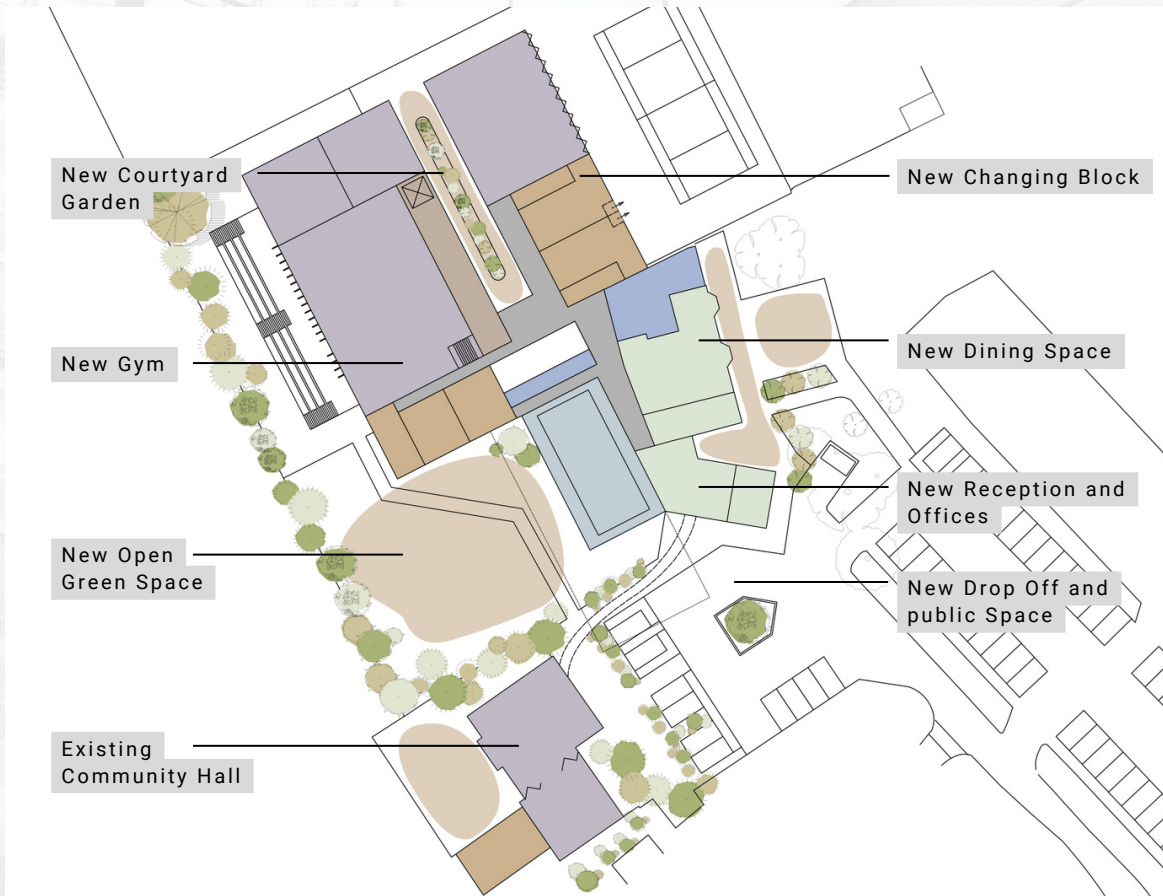 New Courtyard
Garden
New Gym
New Open
Green Space
Existing
Community Hall
New Changing Block
New Dining Space
New Reception and
Offices
New Drop Off and
public Space